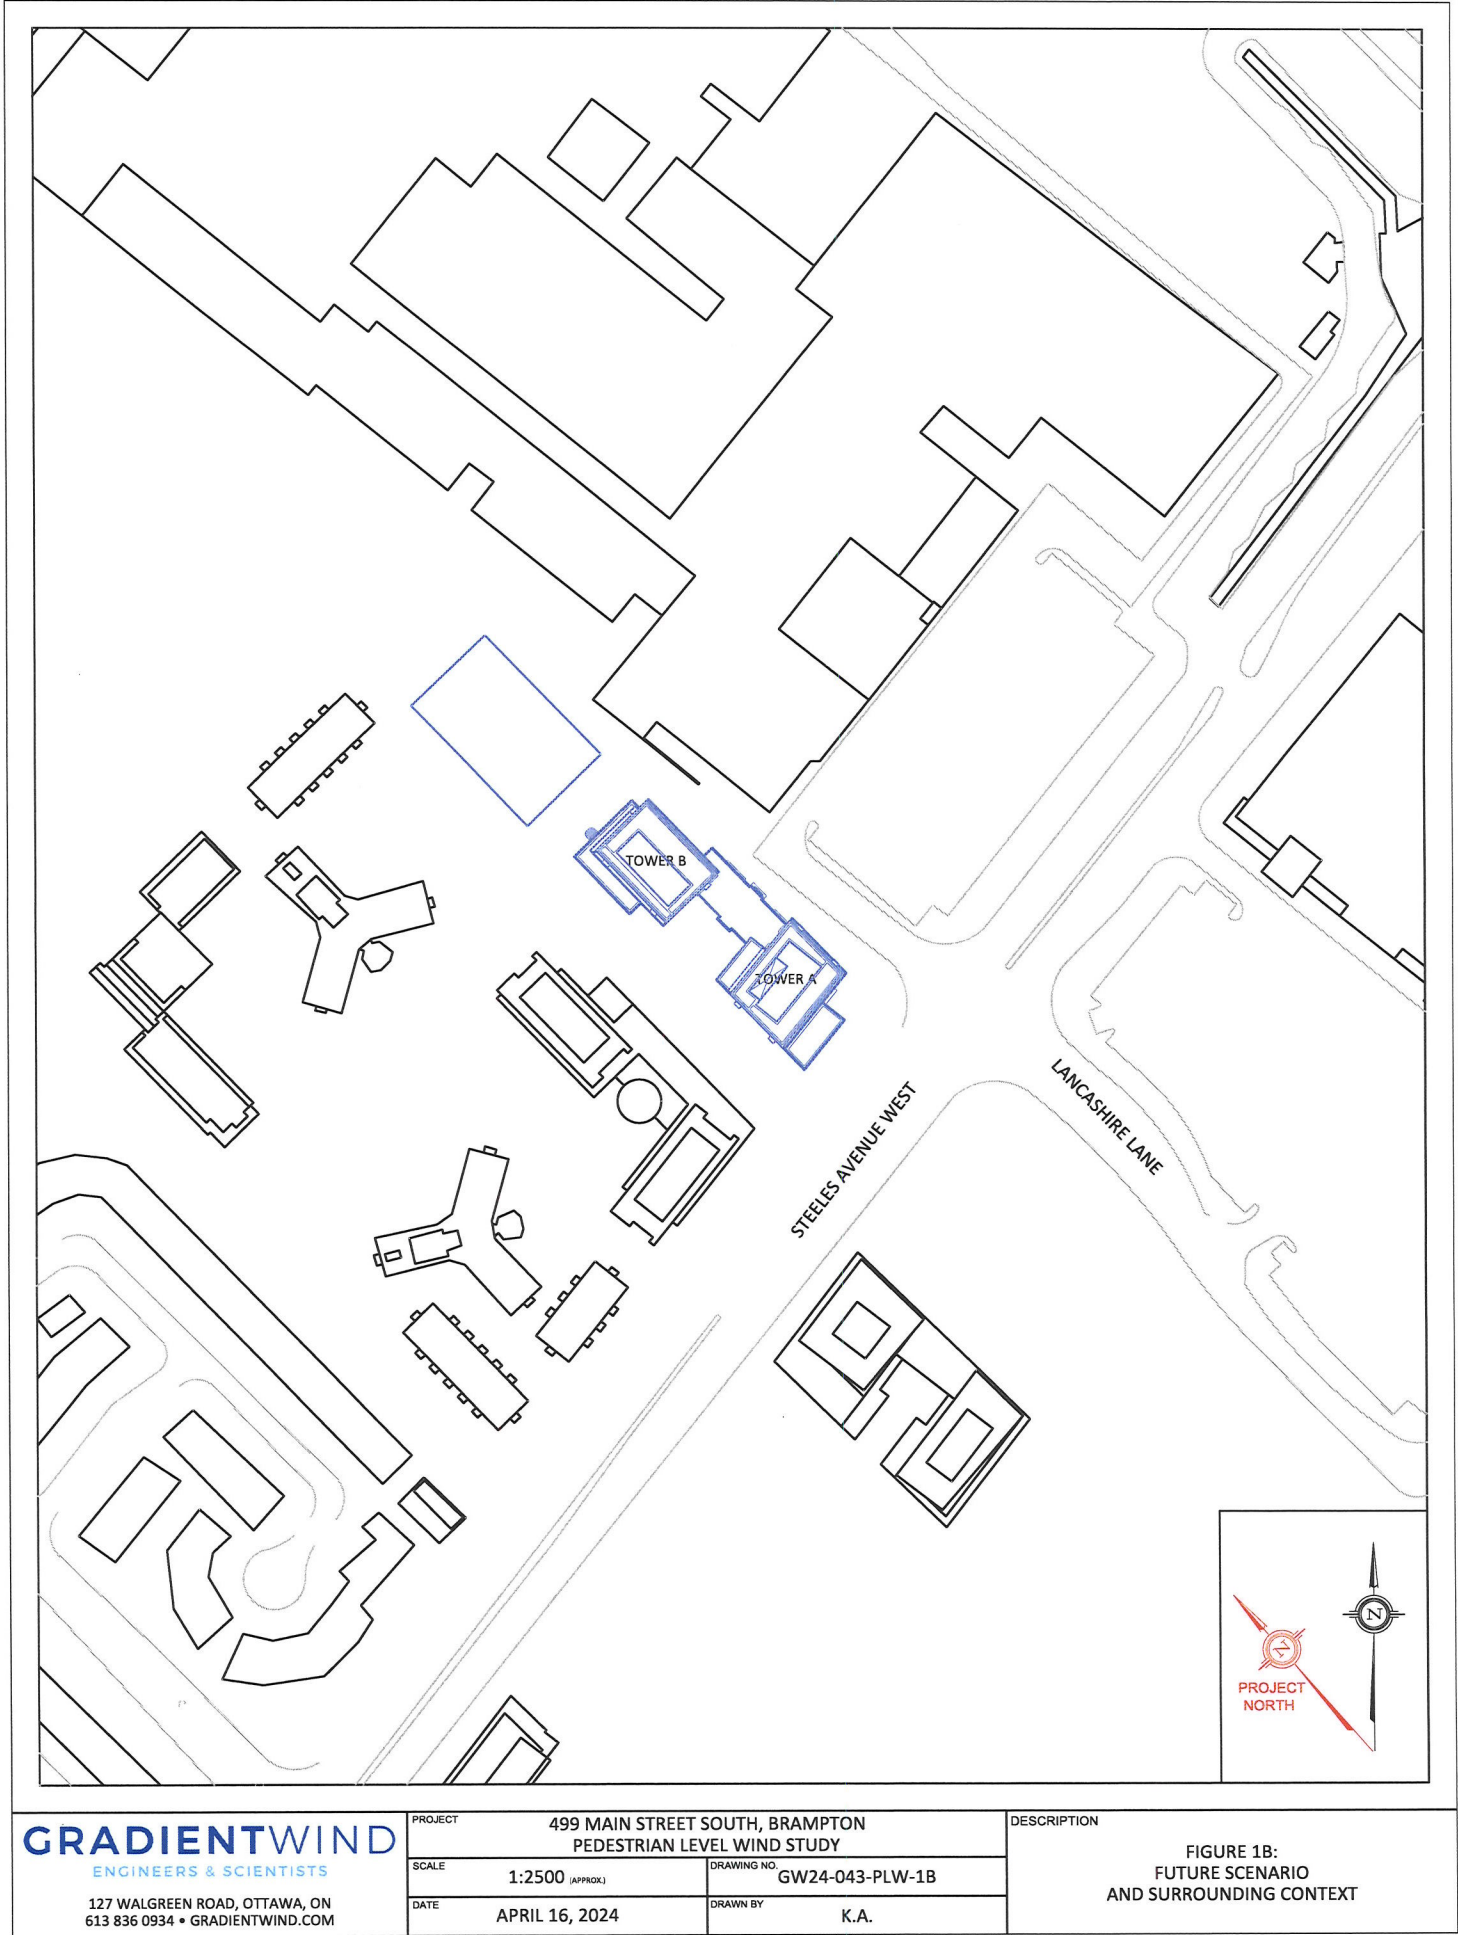 TOWER B
TOWER A
STEELES AVENUE WEST
LANCASHIRE LANE
N
N
PROJECT
NORTH
GRADIENTWIND
ENGINEERS & SCIENTISTS
127 WALGREEN ROAD, OTTAWA, ON
613 836 0934 • GRADIENTWIND.COM
PROJECT
499 MAIN STREET SOUTH, BRAMPTON
PEDESTRIAN LEVEL WIND STUDY
SCALE
1:2500 (APPROX.)
DRAWING NO.
GW24-043-PLW-1B
DATE
APRIL 16, 2024
DRAWN BY
K.A.
DESCRIPTION
FIGURE 1B:
FUTURE SCENARIO
AND SURROUNDING CONTEXT